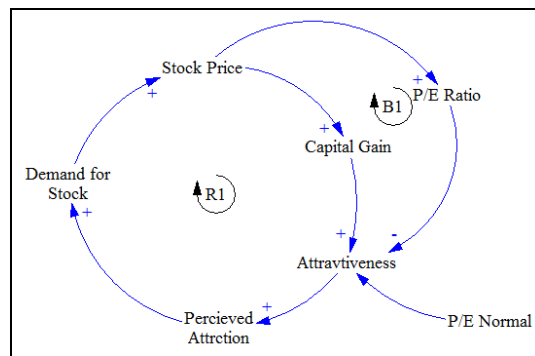 Stock Price
+
+
P/E Ratio
B1
+
Capital Gain
Demand for
Stock
+
R1
+
-
Attravtiveness
+
Percieved
Attrction
P/E Normal